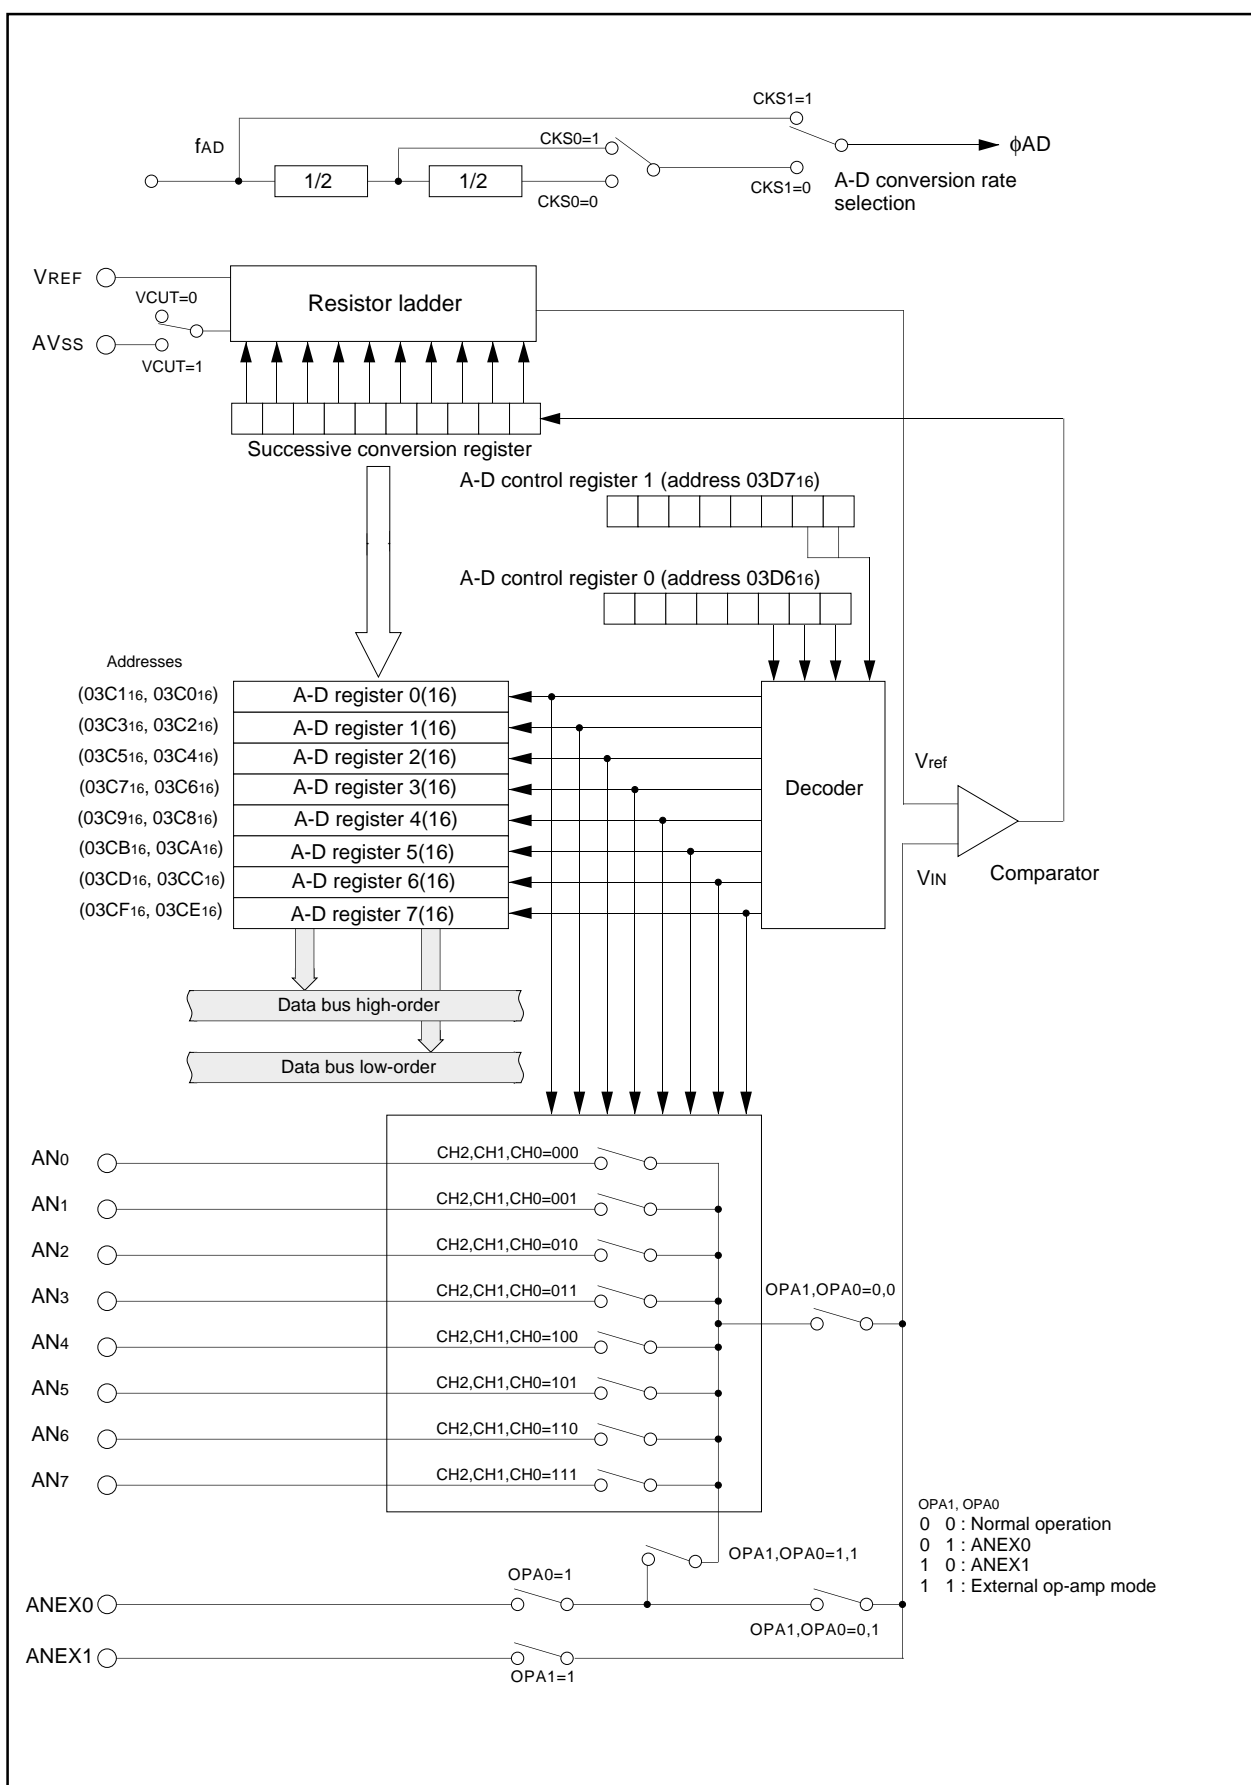 CKS1=1
fAD
CKS0=1
φAD
1/2
1/2
CKS0=0
CKS1=0
A-D conversion rate
selection
VREF
VCUT=0
Resistor ladder
AVSS
VCUT=1
Successive conversion register
A-D control register 1 (address 03D716)
A-D control register 0 (address 03D616)
Addresses
(03C116, 03C016)
A-D register 0(16)
(03C316, 03C216)
A-D register 1(16)
(03C516, 03C416)
A-D register 2(16)
(03C716, 03C616)
A-D register 3(16)
(03C916, 03C816)
A-D register 4(16)
(03CB16, 03CA16)
A-D register 5(16)
(03CD16, 03CC16)
A-D register 6(16)
(03CF16, 03CE16)
A-D register 7(16)
Decoder
Vref
VIN
Comparator
Data bus high-order
Data bus low-order
AN0
CH2,CH1,CH0=000
AN1
CH2,CH1,CH0=001
AN2
CH2,CH1,CH0=010
AN3
CH2,CH1,CH0=011
AN4
CH2,CH1,CH0=100
AN5
CH2,CH1,CH0=101
AN6
CH2,CH1,CH0=110
AN7
CH2,CH1,CH0=111
OPA1,OPA0=0,0
OPA1, OPA0
0 0 : Normal operation
0 1 : ANEX0
1 0 : ANEX1
1 1 : External op-amp mode
OPA1,OPA0=1,1
OPA0=1
ANEX0
OPA1,OPA0=0,1
ANEX1
OPA1=1